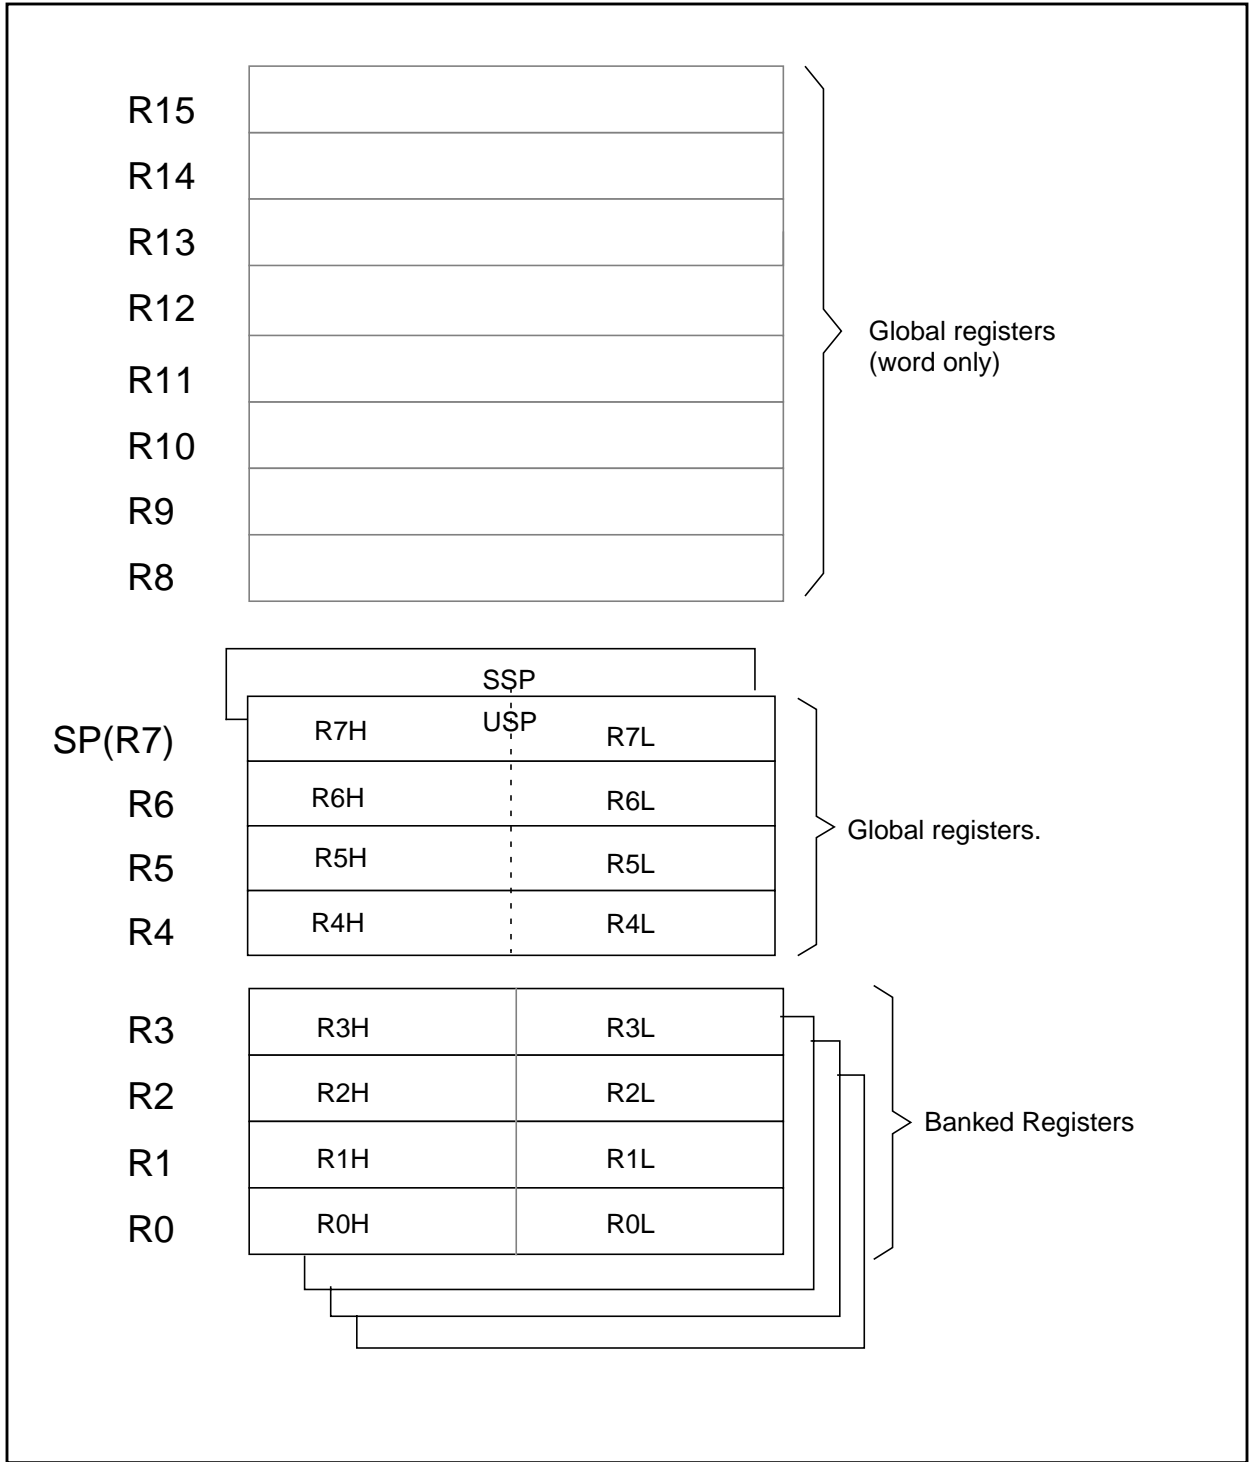 R15
R14
R13
R12
R11
R10
R9
R8
Global registers
(word only)
SSP
SP(R7)
R7H
USP
R7L
R6
R6H
R6L
R5
R5H
R5L
R4
R4H
R4L
Global registers.
R3
R3H
R3L
R2
R2H
R2L
R1
R1H
R1L
R0
R0H
R0L
Banked Registers